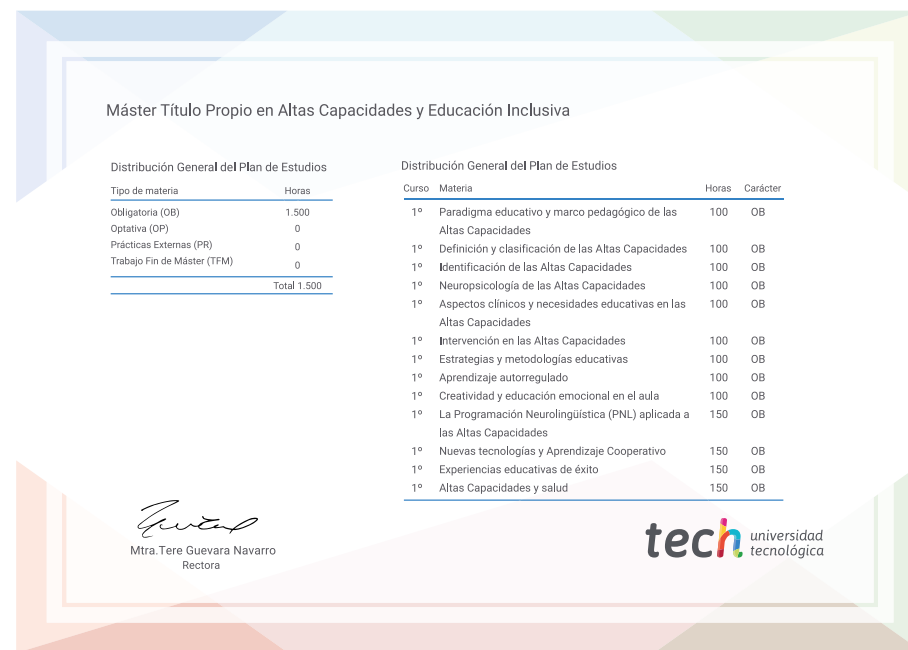 Máster Título Propio en Altas Capacidades y Educación Inclusiva
Distribución General del Plan de Estudios
Tipo de materia Horas
Obligatoria (OB) 1.500
Optativa (OP) 0
Prácticas Externas (PR) 0
Trabajo Fin de Máster (TFM) 0
Total 1.500
Distribución General del Plan de Estudios
Curso Materia Horas Carácter
1º Paradigma educativo y marco pedagógico de las 100 OB
Altas Capacidades
1º Definición y clasificación de las Altas Capacidades 100 OB
1º Identificación de las Altas Capacidades 100 OB
1º Neuropsicología de las Altas Capacidades 100 OB
1º Aspectos clínicos y necesidades educativas en las 100 OB
Altas Capacidades
1º Intervención en las Altas Capacidades 100 OB
1º Estrategias y metodologías educativas 100 OB
1º Aprendizaje autorregulado 100 OB
1º Creatividad y educación emocional en el aula 100 OB
1º La Programación Neurolingüística (PNL) aplicada a 150 OB
las Altas Capacidades
1º Nuevas tecnologías y Aprendizaje Cooperativo 150 OB
1º Experiencias educativas de éxito 150 OB
1º Altas Capacidades y salud 150 OB
Mtra.Tere Guevara Navarro
Rectora
tech universidad
tecnológica